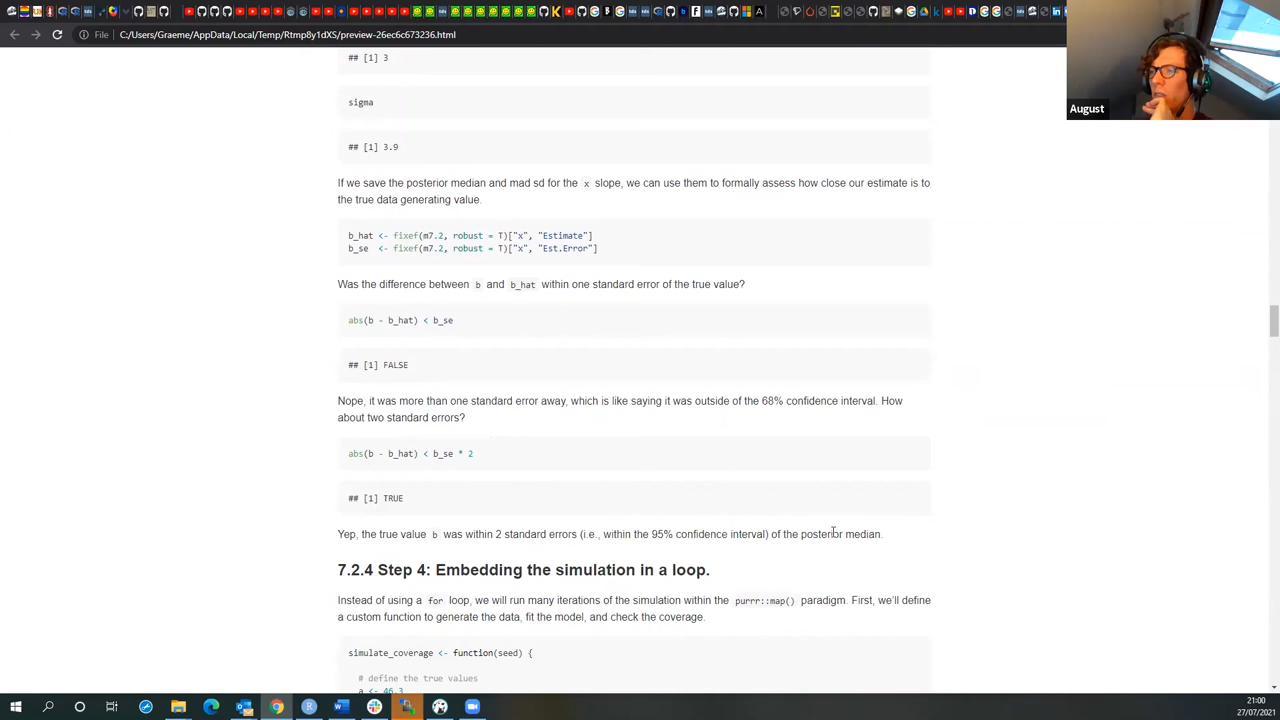 File
C:/Users/Graeme/AppData/Local/Temp/Rtmp8y1dXS/preview-26ec6c673236.html
August
## [1] 3
sigma
## [1] 3.9
If we save the posterior median and mad sd for the x slope, we can use them to formally assess how close our estimate is to
the true data generating value.
b_hat <- fixef(m7.2, robust = T)["x", "Estimate"]
b_se  <- fixef(m7.2, robust = T)["x", "Est.Error"]
Was the difference between b and b_hat within one standard error of the true value?
abs(b - b_hat) < b_se
## [1] FALSE
Nope, it was more than one standard error away, which is like saying it was outside of the 68% confidence interval. How
about two standard errors?
abs(b - b_hat) < b_se * 2
## [1] TRUE
Yep, the true value b was within 2 standard errors (i.e., within the 95% confidence interval) of the posterior median.
7.2.4 Step 4: Embedding the simulation in a loop.
Instead of using a for loop, we will run many iterations of the simulation within the purrr::map() paradigm. First, we'll define
a custom function to generate the data, fit the model, and check the coverage.
simulate_coverage <- function(seed) {
# define the true values
a <- 46.3
21:00
27/07/2021